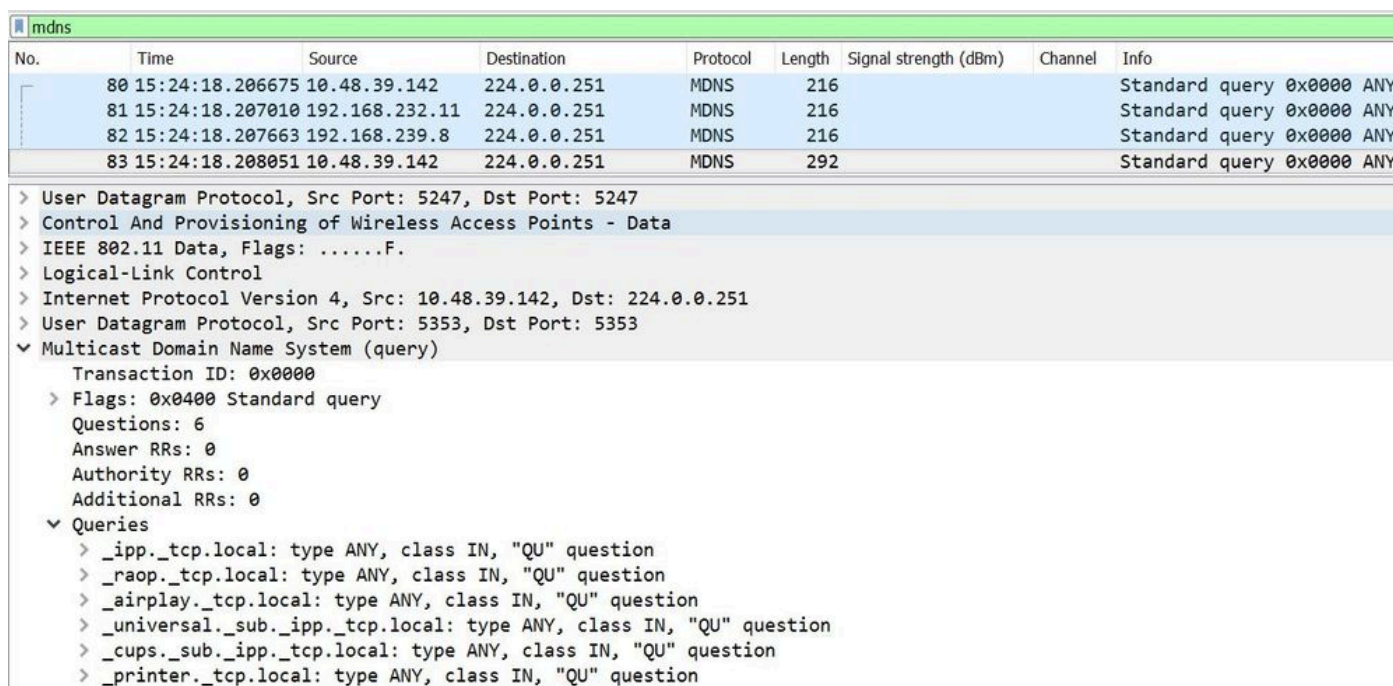 mdns
No. Time Source Destination Protocol Length Signal strength (dBm) Channel Info
80 15:24:18.206675 10.48.39.142 224.0.0.251 MDNS 216 Standard query 0x0000 ANY
81 15:24:18.207010 192.168.232.11 224.0.0.251 MDNS 216 Standard query 0x0000 ANY
82 15:24:18.207663 192.168.239.8 224.0.0.251 MDNS 216 Standard query 0x0000 ANY
83 15:24:18.208051 10.48.39.142 224.0.0.251 MDNS 292 Standard query 0x0000 ANY
> User Datagram Protocol, Src Port: 5247, Dst Port: 5247
> Control And Provisioning of Wireless Access Points - Data
> IEEE 802.11 Data, Flags: ......F.
> Logical-Link Control
> Internet Protocol Version 4, Src: 10.48.39.142, Dst: 224.0.0.251
> User Datagram Protocol, Src Port: 5353, Dst Port: 5353
Multicast Domain Name System (query)
Transaction ID: 0x0000
> Flags: 0x0400 Standard query
Questions: 6
Answer RRs: 0
Authority RRs: 0
Additional RRs: 0
Queries
> _ipp._tcp.local: type ANY, class IN, "QU" question
> _raop._tcp.local: type ANY, class IN, "QU" question
> _airplay._tcp.local: type ANY, class IN, "QU" question
> _universal._sub._ipp._tcp.local: type ANY, class IN, "QU" question
> _cups._sub._ipp._tcp.local: type ANY, class IN, "QU" question
> _printer._tcp.local: type ANY, class IN, "QU" question